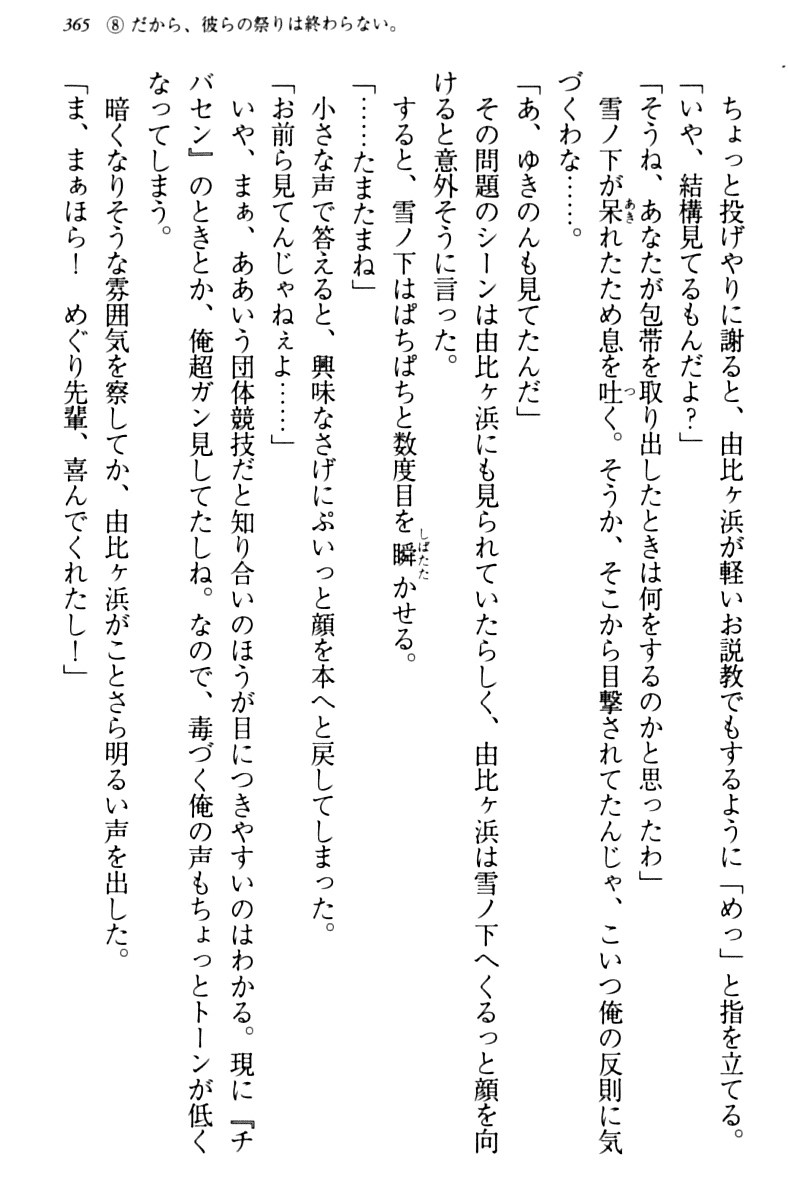 365　⑧ だから、彼らの祭りは終わらない。
　ちょっと投げやりに謝ると、由比ヶ浜が軽いお説教でもするように「めっ」と指を立てる。
「いや、結構見てるもんだよ？」
「そうね、あなたが包帯を取り出したときは何をするのかと思ったわ」
　雪ノ下が呆れたため息を吐く。そうか、そこから目撃されてたんじゃ、こいつ俺の反則に気
づくわな……。
「あ、ゆきのんも見てたんだ」
　その問題のシーンは由比ヶ浜にも見られていたらしく、由比ヶ浜は雪ノ下へくるっと顔を向
けると意外そうに言った。
　すると、雪ノ下はぱちぱちと数度目を瞬かせる。
「……たまたまね」
　小さな声で答えると、興味なさげにぷいっと顔を本へと戻してしまった。
「お前ら見てんじゃねぇよ……」
　いや、まぁ、ああいう団体競技だと知り合いのほうが目につきやすいのはわかる。現に『チ
バセン』のときとか、俺超ガン見してたしね。なので、毒づく俺の声もちょっとトーンが低く
なってしまう。
　暗くなりそうな雰囲気を察してか、由比ヶ浜がことさら明るい声を出した。
「ま、まぁほら！　めぐり先輩、喜んでくれたし！」